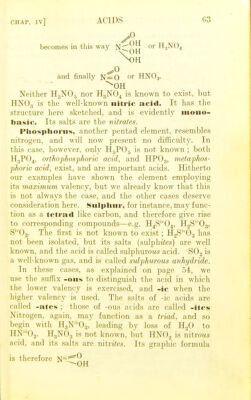 CHAP. IV] ACIDS 63
O
becomes in this way N OH or H₃NO₄
OH
OH
O
and finally N O or HNO₃.
OH
Neither H₅NO₅ nor H₃NO₄ is known to exist, but
HNO₃ is the well-known nitric acid. It has the
structure here sketched, and is evidently mono-
basic. Its salts are the nitrates.
Phosphorus, another pentad element, resembles
nitrogen, and will now present no difficulty. In
this case, however, only H₅PO₅ is not known; both
H₃PO₄, orthophosphoric acid, and HPO₃, metaphos-
phoric acid, exist, and are important acids. Hitherto
our examples have shown the element employing
its maximum valency, but we already know that this
is not always the case, and the other cases deserve
consideration here. Sulphur, for instance, may func-
tion as a tetrad like carbon, and therefore give rise
to corresponding compounds—e.g. H₄SⁱᵛO₄, H₂SⁱᵛO₃,
SⁱᵛO₂. The first is not known to exist; H₂SⁱᵛO₃ has
not been isolated, but its salts (sulphites) are well
known, and the acid is called sulphurous acid. SO₂ is
a well-known gas, and is called sulphurous anhydride.
In these cases, as explained on page 54, we
use the suffix -ous to distinguish the acid in which
the lower valency is exercised, and -ic when the
higher valency is used. The salts of -ic acids are
called -ates; those of -ous acids are called -ites
Nitrogen, again, may function as a triad, and so
begin with H₃NⁱⁱⁱO₃, leading by loss of H₂O to
HNⁱⁱⁱO₂. H₃NO₃ is not known, but HNO₂ is nitrous
acid, and its salts are nitrites. Its graphic formula
O
is therefore N
OH